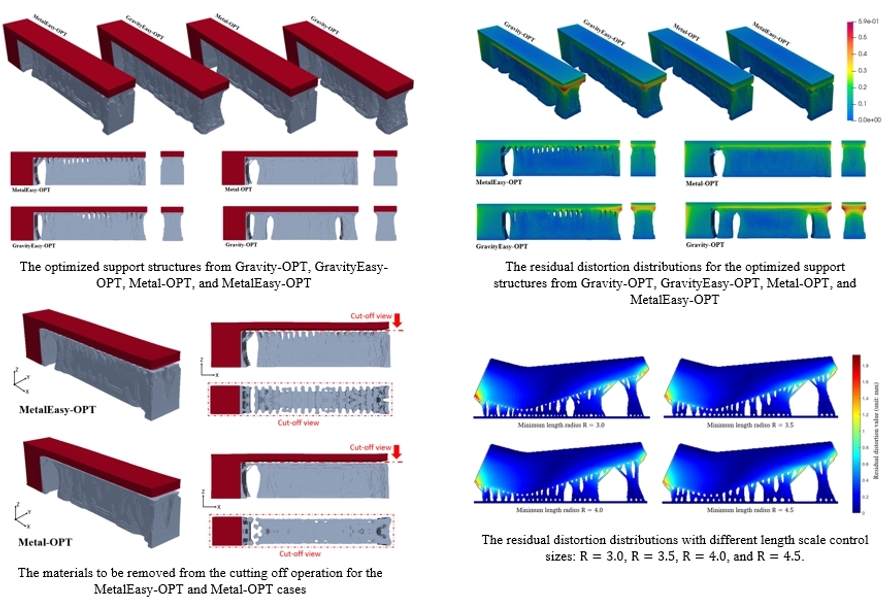 MetalEasy-OPT
GravityEasy-OPT
Metal-OPT
Gravity-OPT
MetalEasy-OPT
Metal-OPT
GravityEasy-OPT
Gravity-OPT
The optimized support structures from Gravity-OPT, GravityEasy-
OPT, Metal-OPT, and MetalEasy-OPT
Gravity-OPT
GravityEasy-OPT
Metal-OPT
MetalEasy-OPT
5.9e-01
0.5
0.4
0.3
0.2
0.1
0.0e+00
MetalEasy-OPT
Metal-OPT
GravityEasy-OPT
Gravity-OPT
The residual distortion distributions for the optimized support
structures from Gravity-OPT, GravityEasy-OPT, Metal-OPT, and
MetalEasy-OPT
Z
Y
X
MetalEasy-OPT
Cut-off view
Z
X
Cut-off view
Z
Y
X
Metal-OPT
Cut-off view
Z
X
Cut-off view
The materials to be removed from the cutting off operation for the
MetalEasy-OPT and Metal-OPT cases
Minimum length radius R = 3.0
Minimum length radius R = 3.5
Minimum length radius R = 4.0
Minimum length radius R = 4.5
Residual distortion value (unit: mm)
The residual distortion distributions with different length scale control
sizes: R = 3.0, R = 3.5, R = 4.0, and R = 4.5.